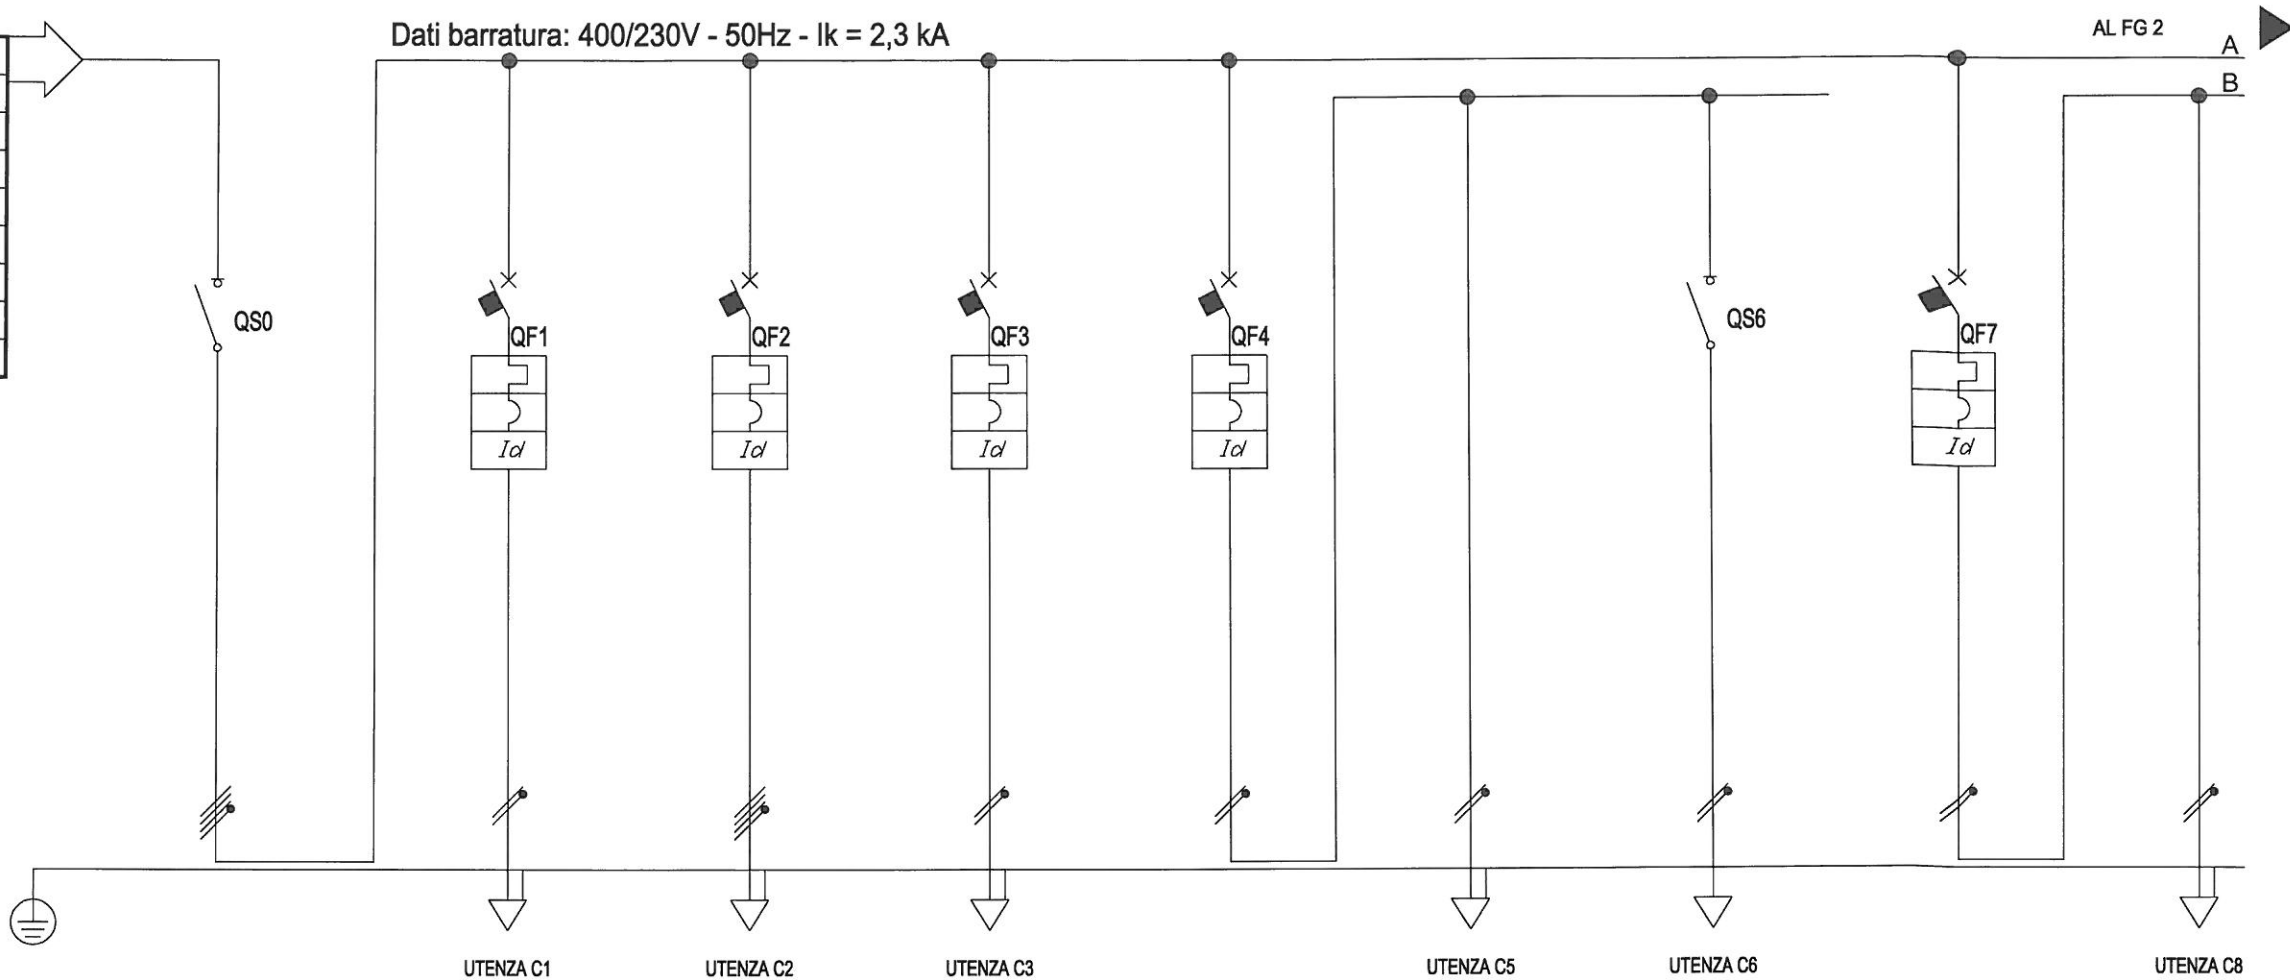 Dati barratura: 400/230V - 50Hz - Ik = 2,3 kA
AL FG 2
A
B
QS0
QF1
QF2
QF3
QF4
QS6
QF7
Id
Id
Id
Id
Id
UTENZA C1
UTENZA C2
UTENZA C3
UTENZA C5
UTENZA C6
UTENZA C8